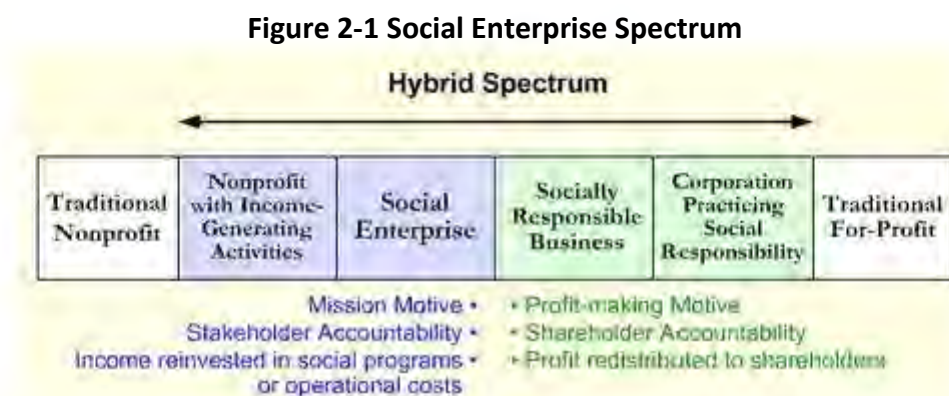 Figure 2-1 Social Enterprise Spectrum
Hybrid Spectrum
Traditional
Nonprofit
Nonprofit
with Income-
Generating
Activities
Social
Enterprise
Socially
Responsible
Business
Corporation
Practicing
Social
Responsibility
Traditional
For-Profit
Mission Motive •
Stakeholder Accountability •
Income reinvested in social programs •
or operational costs
• Profit-making Motive
• Shareholder Accountability
• Profit redistributed to shareholders